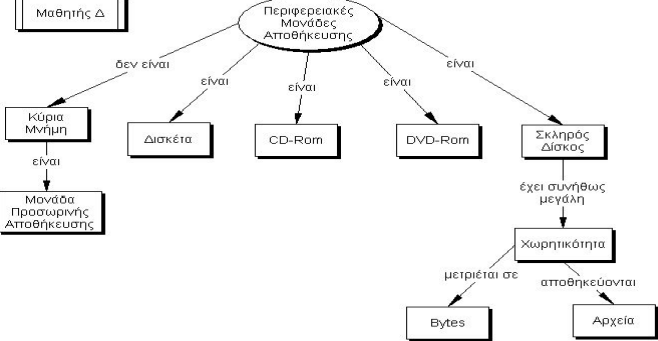 Μαθητής Δ
Περιφερειακές
Μονάδες
Αποθήκευσης
δεν είναι
είναι
είναι
είναι
είναι
Κύρια
Μνήμη
Δισκέτα
CD-Rom
DVD-Rom
Σκληρός
Δίσκος
είναι
έχει συνήθως
μεγάλη
Μονάδα
Προσωρινής
Αποθήκευσης
Χωρητικότητα
μετριέται σε
αποθηκεύονται
Bytes
Αρχεία